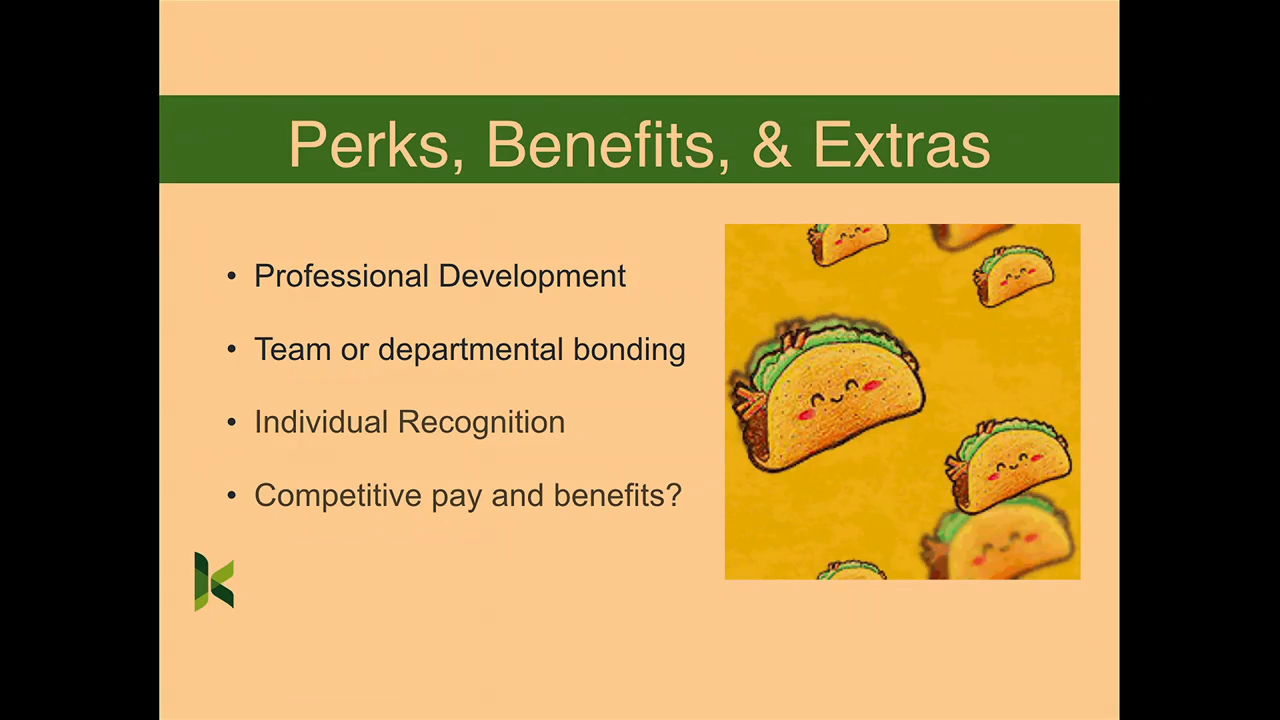 Perks, Benefits, & Extras
• Professional Development
• Team or departmental bonding
• Individual Recognition
• Competitive pay and benefits?